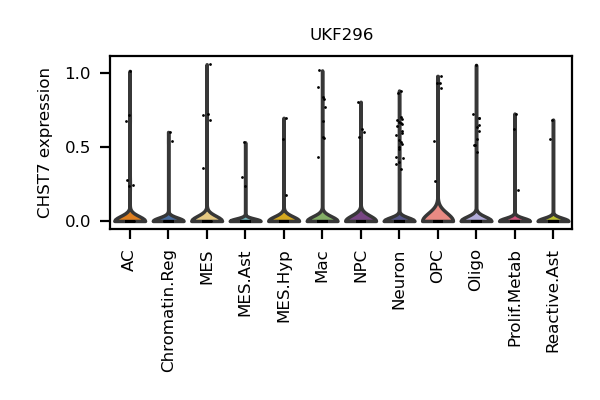 UKF296
CHST7 expression
1.0
0.5
0.0
AC
Chromatin.Reg
MES
MES.Ast
MES.Hyp
Mac
NPC
Neuron
OPC
Oligo
Prolif.Metab
Reactive.Ast